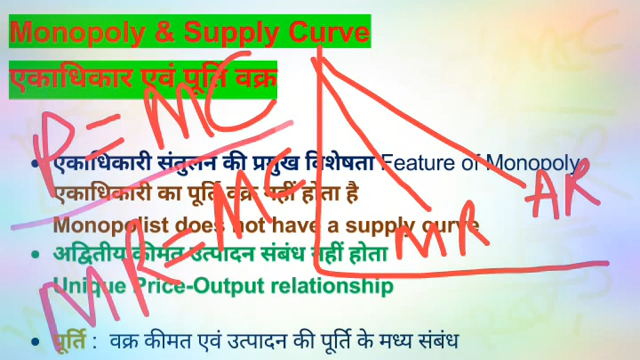 Monopoly & Supply Curve
एकाधिकार एवं पूर्ति वक्र
P = MC
• एकाधिकारी संतुलन की प्रमुख विशेषता Feature of Monopoly
एकाधिकारी का पूर्ति वक्र नहीं होता है
Monopolist does not have a supply curve
• अद्वितीय कीमत उत्पादन संबंध नहीं होता
Unique Price-Output relationship
MR = MC
MR
AR
• पूर्ति : वक्र कीमत एवं उत्पादन की पूर्ति के मध्य संबंध